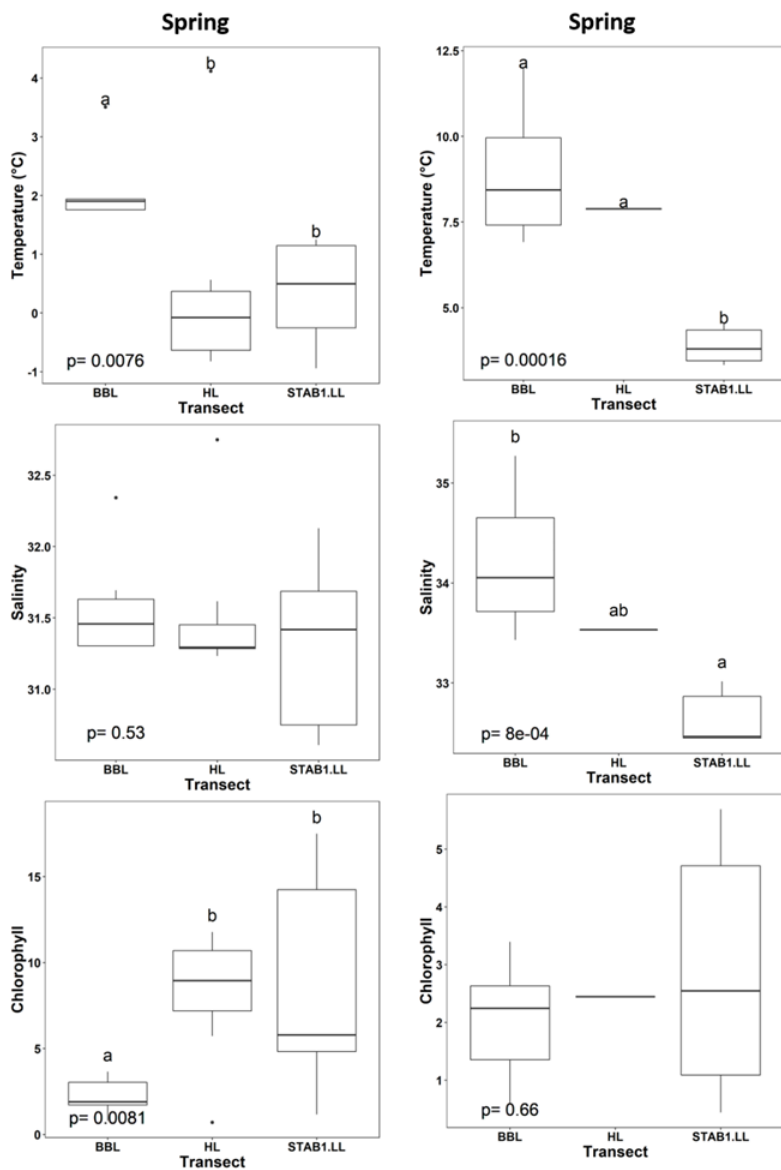 Spring
Temperature (°C)
4
3
2
1
0
-1
a
b
b
p= 0.0076
BBL HL STAB1.LL
Transect
Salinity
32.5
32.0
31.5
31.0
p= 0.53
BBL HL STAB1.LL
Transect
Chlorophyll
15
10
5
0
a
b
b
p= 0.0081
BBL HL STAB1.LL
Transect
Spring
Temperature (°C)
12.5
10.0
7.5
5.0
a
a
b
p= 0.00016
BBL HL STAB1.LL
Transect
Salinity
35
34
33
b
ab
a
p= 8e-04
BBL HL STAB1.LL
Transect
Chlorophyll
5
4
3
2
1
p= 0.66
BBL HL STAB1.LL
Transect